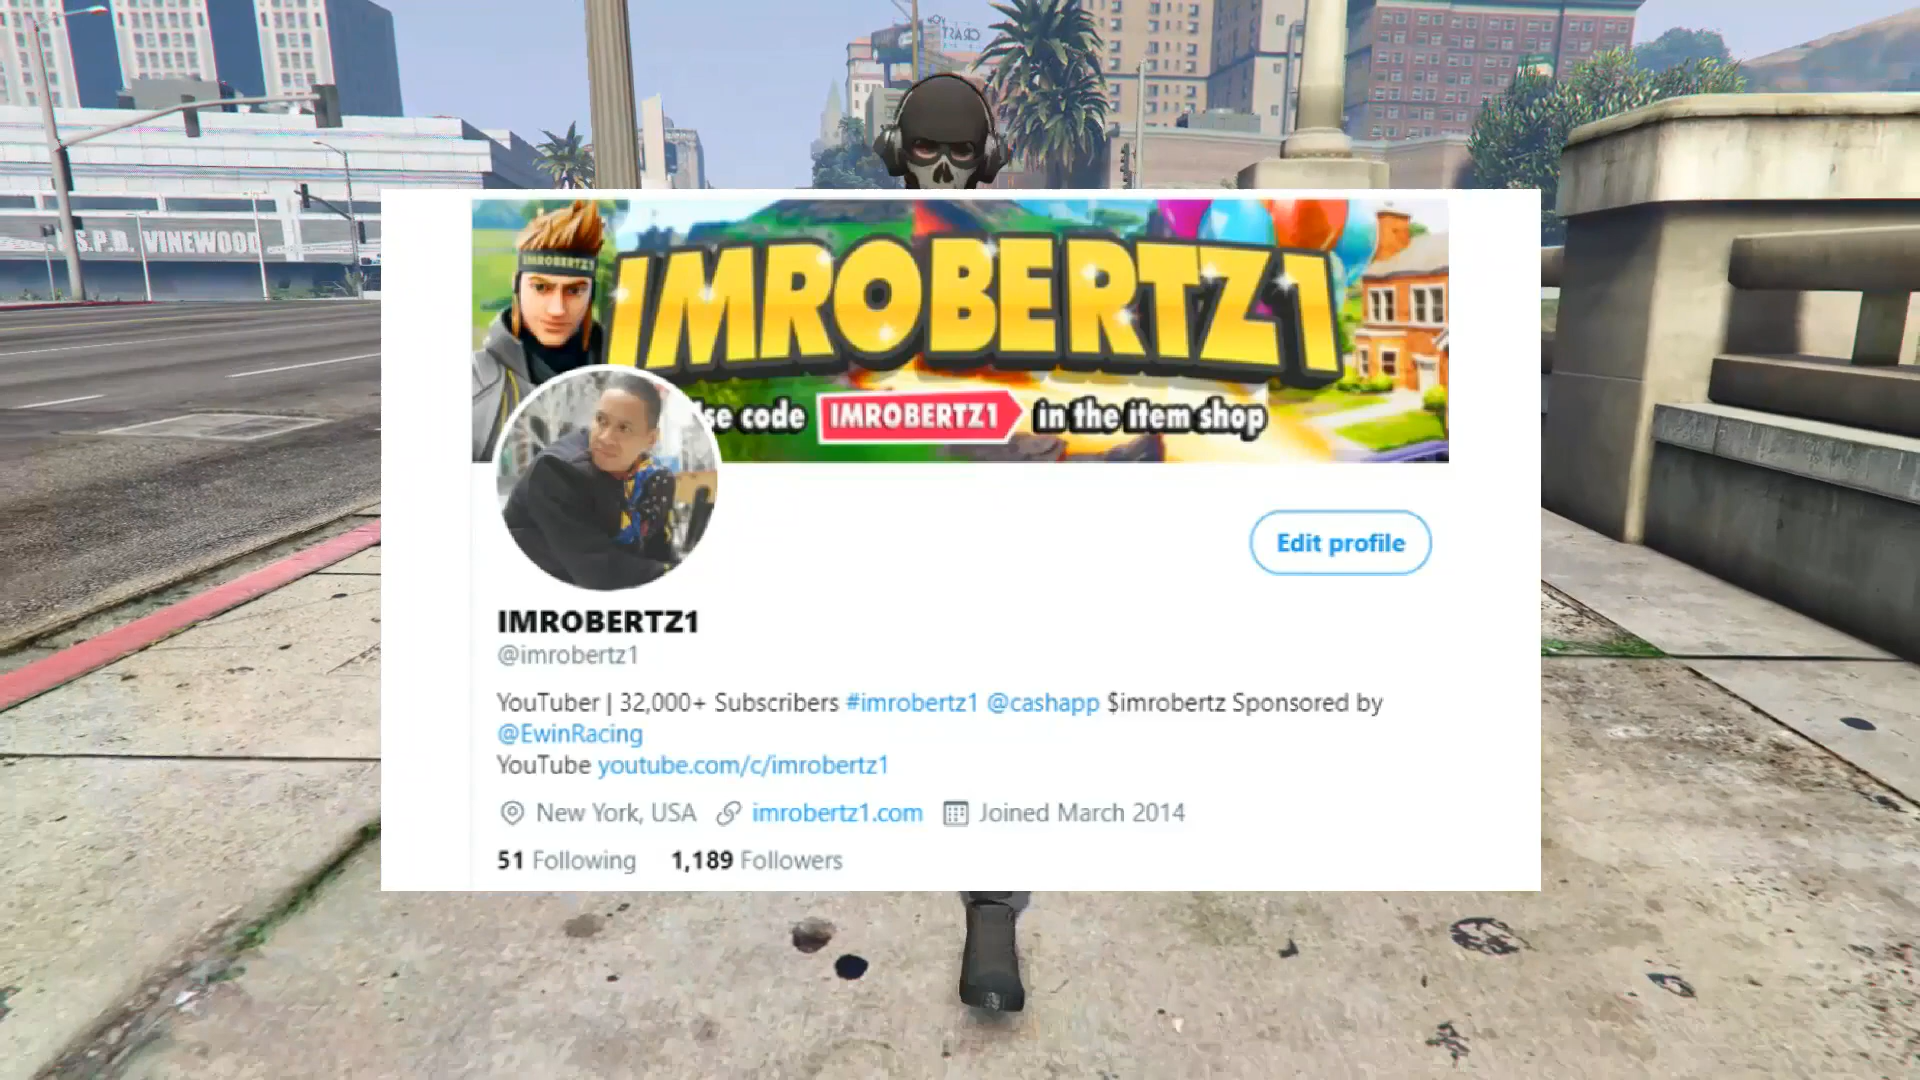 S.P.D. VINEWOOD
IMROBERTZ1
IMROBERTZ1
se code IMROBERTZ1 in the item shop
Edit profile
IMROBERTZ1
@imrobertz1
YouTuber | 32,000+ Subscribers #imrobertz1 @cashapp $imrobertz Sponsored by
@EwinRacing
YouTube youtube.com/c/imrobertz1
New York, USA imrobertz1.com Joined March 2014
51 Following 1,189 Followers